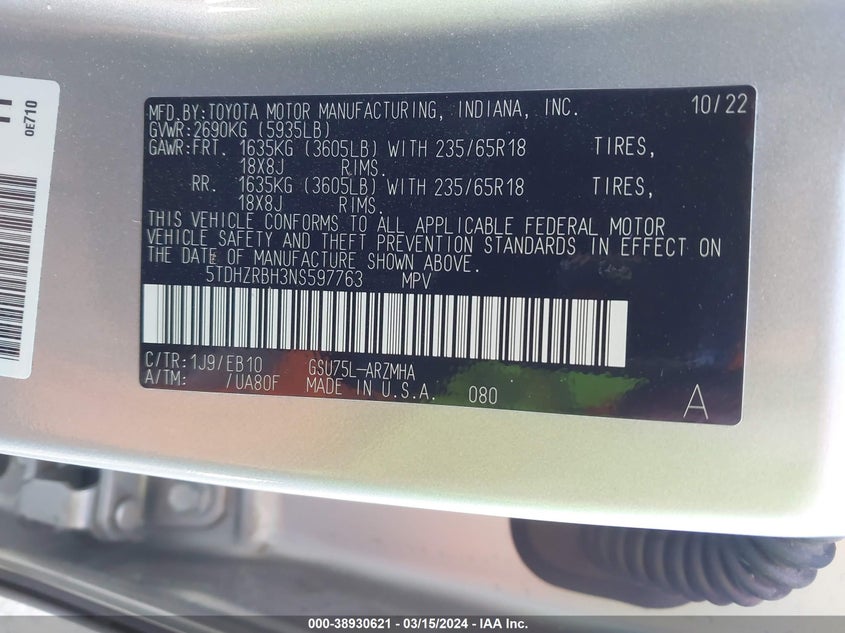 0E710
MFD.BY:TOYOTA MOTOR MANUFACTURING, INDIANA, INC. 10/22
GVWR:2690KG (5935LB)
GAWR:FRT. 1635KG (3605LB) WITH 235/65R18 TIRES,
18X8J RIMS.
RR. 1635KG (3605LB) WITH 235/65R18 TIRES,
18X8J RIMS.
THIS VEHICLE CONFORMS TO ALL APPLICABLE FEDERAL MOTOR
VEHICLE SAFETY AND THEFT PREVENTION STANDARDS IN EFFECT ON
THE DATE OF MANUFACTURE SHOWN ABOVE.
5TDHZRBH3NS597763 MPV
C/TR:1J9/EB10 GSU75L-ARZMHA
A/TM: /UA80F MADE IN U.S.A. 080
A
000-38930621 - 03/15/2024 - IAA Inc.